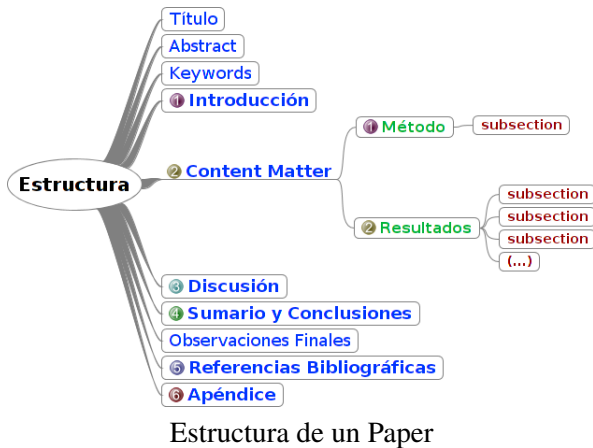 Título
Abstract
Keywords
1 Introducción
Estructura
2 Content Matter
1 Método
subsection
2 Resultados
subsection
subsection
subsection
(...)
3 Discusión
4 Sumario y Conclusiones
Observaciones Finales
5 Referencias Bibliográficas
6 Apéndice
Estructura de un Paper